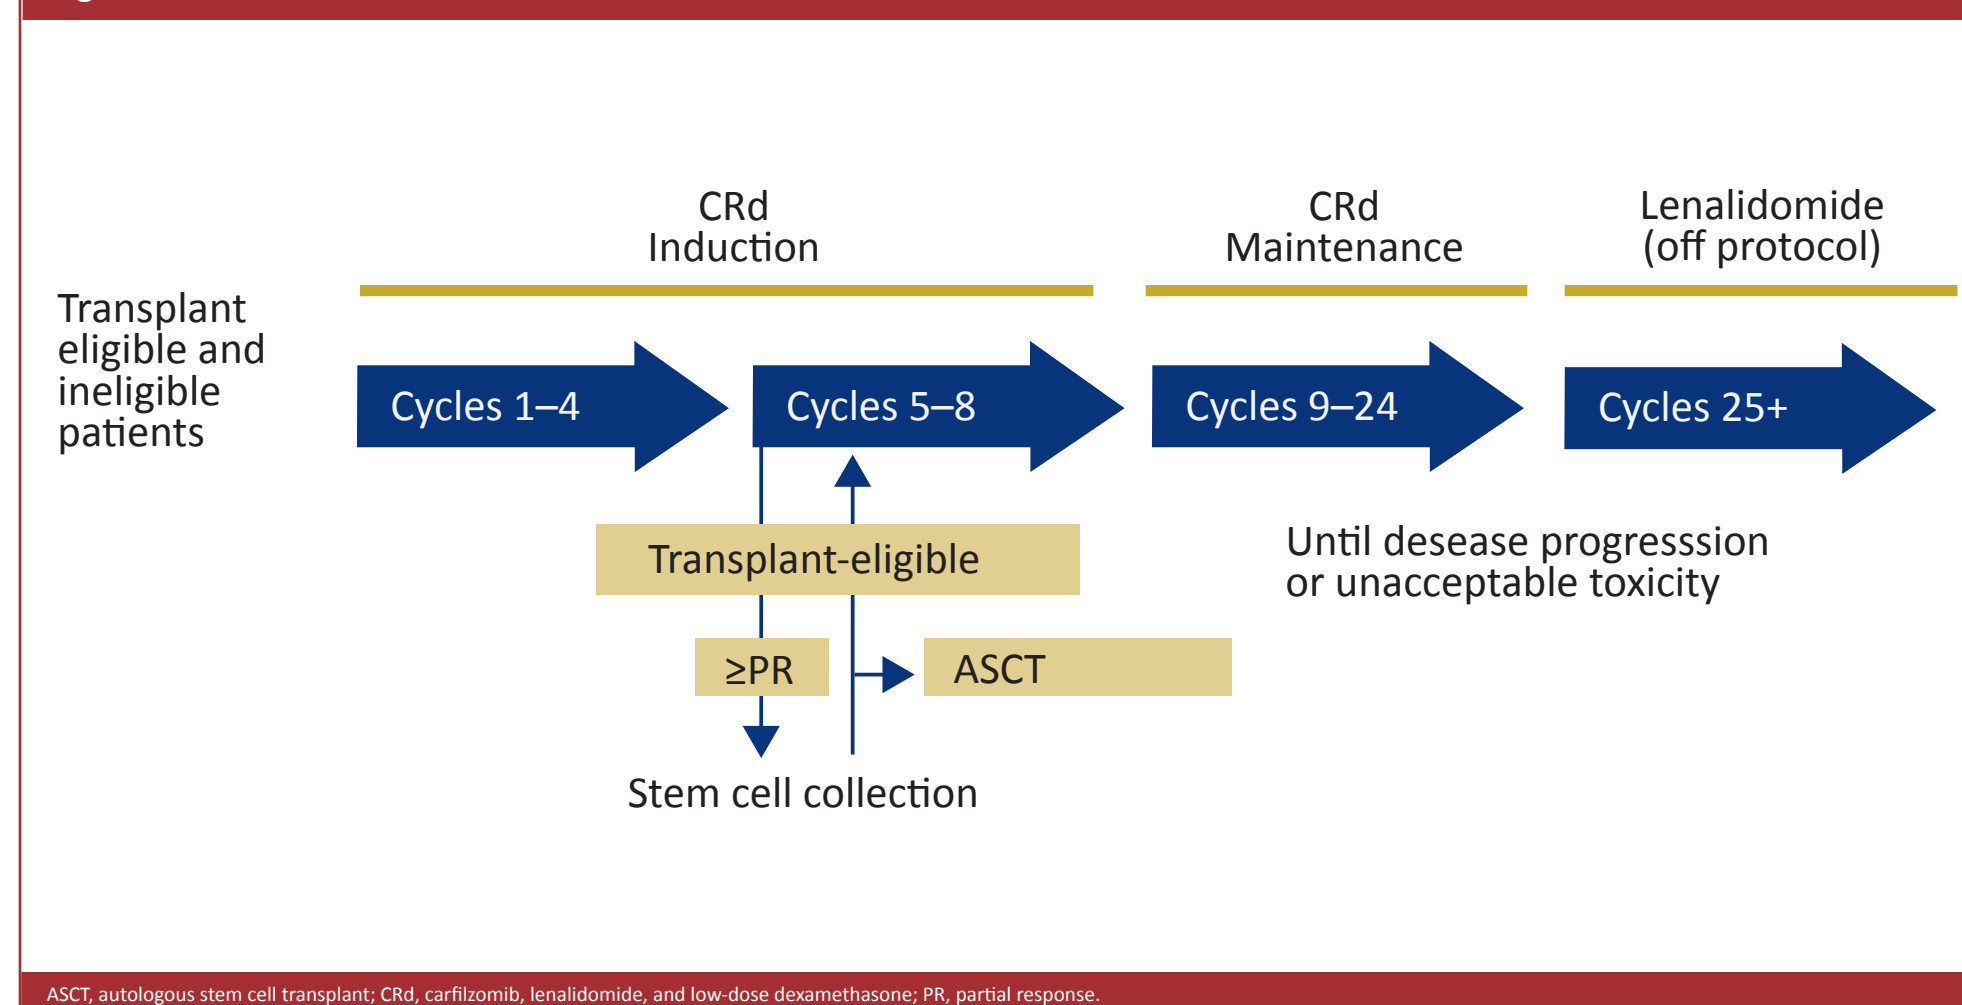 CRd
Induction
CRd
Maintenance
Lenalidomide
(off protocol)
Transplant
eligible and
ineligible
patients
Cycles 1–4
Cycles 5–8
Cycles 9–24
Cycles 25+
Transplant-eligible
Until desease progresssion
or unacceptable toxicity
≥PR
ASCT
Stem cell collection
ASCT, autologous stem cell transplant; CRd, carfilzomib, lenalidomide, and low-dose dexamethasone; PR, partial response.